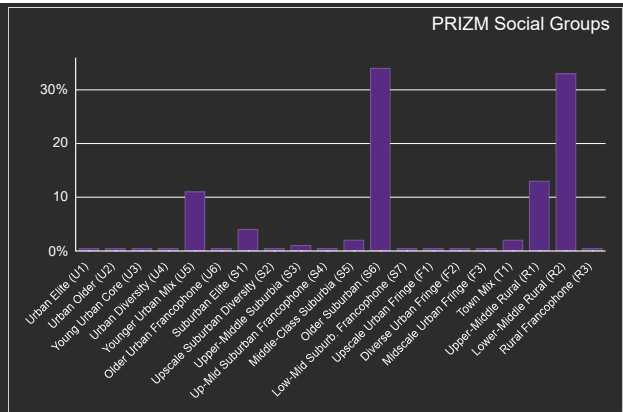 PRIZM Social Groups
30%
20
10
0%
Urban Elite (U1)
Urban Older (U2)
Young Urban Core (U3)
Urban Diversity (U4)
Younger Urban Mix (U5)
Older Urban Francophone (U6)
Suburban Elite (S1)
Upscale Suburban Diversity (S2)
Upper-Middle Suburbia (S3)
Up-Mid Suburban Francophone (S4)
Middle-Class Suburbia (S5)
Older Suburban (S6)
Low-Mid Suburb. Francophone (S7)
Upscale Urban Fringe (F1)
Diverse Urban Fringe (F2)
Midscale Urban Fringe (F3)
Town Mix (T1)
Upper-Middle Rural (R1)
Lower-Middle Rural (R2)
Rural Francophone (R3)